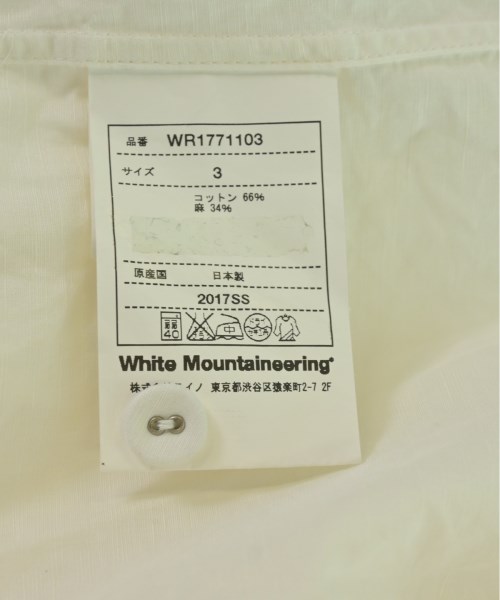 品番 WR1771103
サイズ 3
コットン 66%
麻 34%
原産国 日本製
2017SS
40
White Mountaineering
東京都渋谷区猿楽町2-7 2F